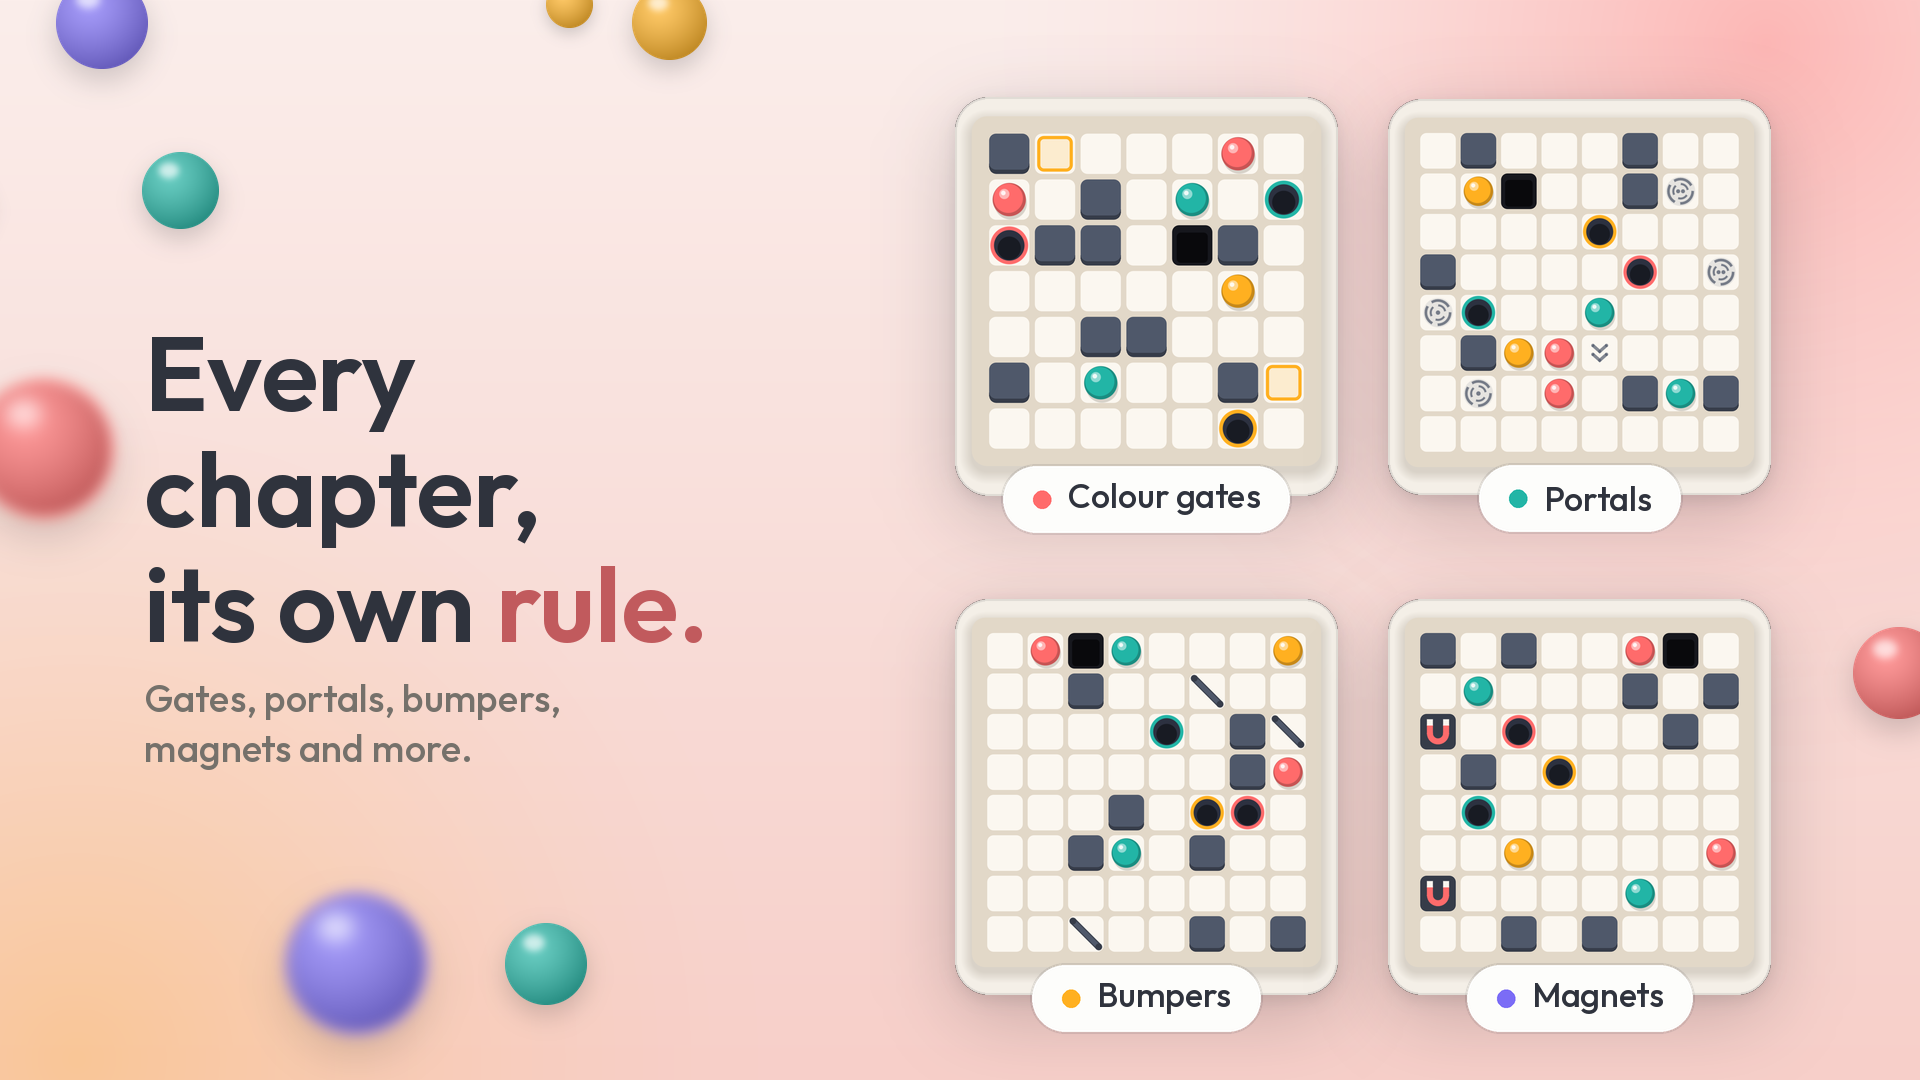 Every
chapter,
its own rule.
Gates, portals, bumpers,
magnets and more.
Colour gates
Portals
Bumpers
Magnets